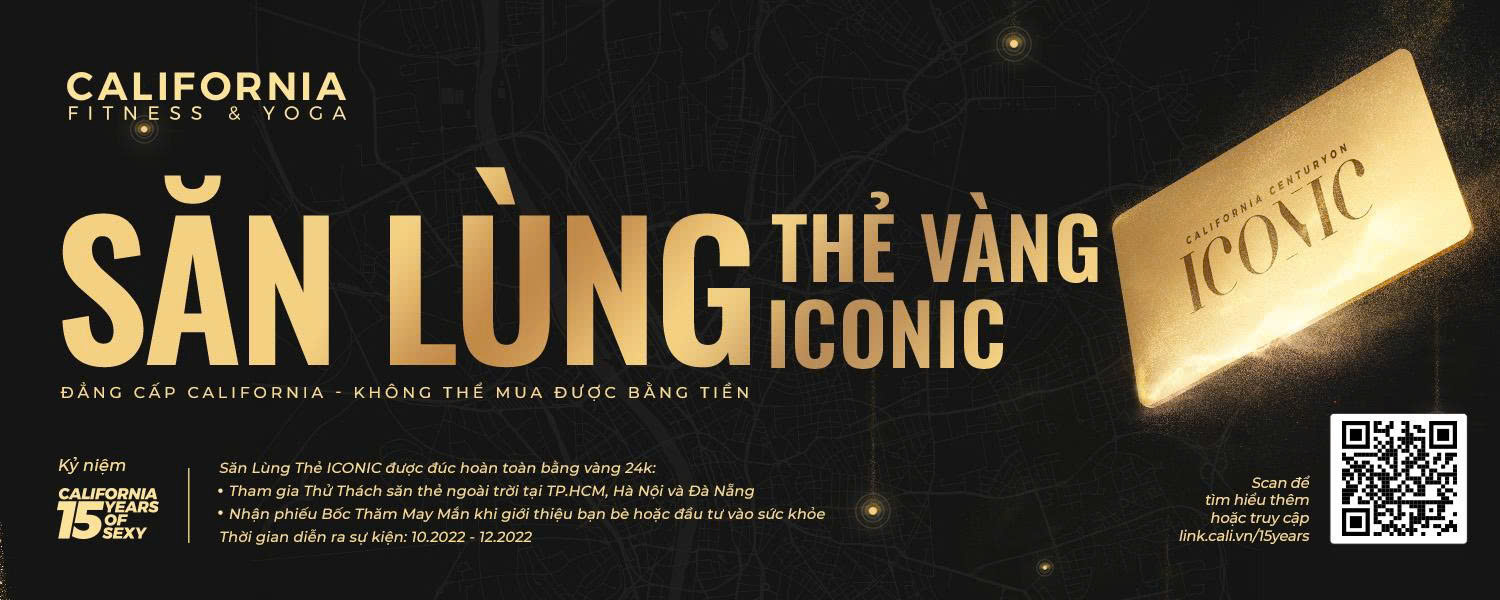 CALIFORNIA
FITNESS & YOGA
SĂN LÙNG
THẺ VÀNG
ICONIC
ĐẲNG CẤP CALIFORNIA - KHÔNG THỂ MUA ĐƯỢC BẰNG TIỀN
CALIFORNIA CENTURYON
ICONIC
Kỷ niệm
CALIFORNIA
15 YEARS
OF
SEXY
Săn Lùng Thẻ ICONIC được đúc hoàn toàn bằng vàng 24k:
• Tham gia Thử Thách săn thẻ ngoài trời tại TP.HCM, Hà Nội và Đà Nẵng
• Nhận phiếu Bốc Thăm May Mắn khi giới thiệu bạn bè hoặc đầu tư vào sức khỏe
Thời gian diễn ra sự kiện: 10.2022 - 12.2022
Scan để
tìm hiểu thêm
hoặc truy cập
link.cali.vn/15years